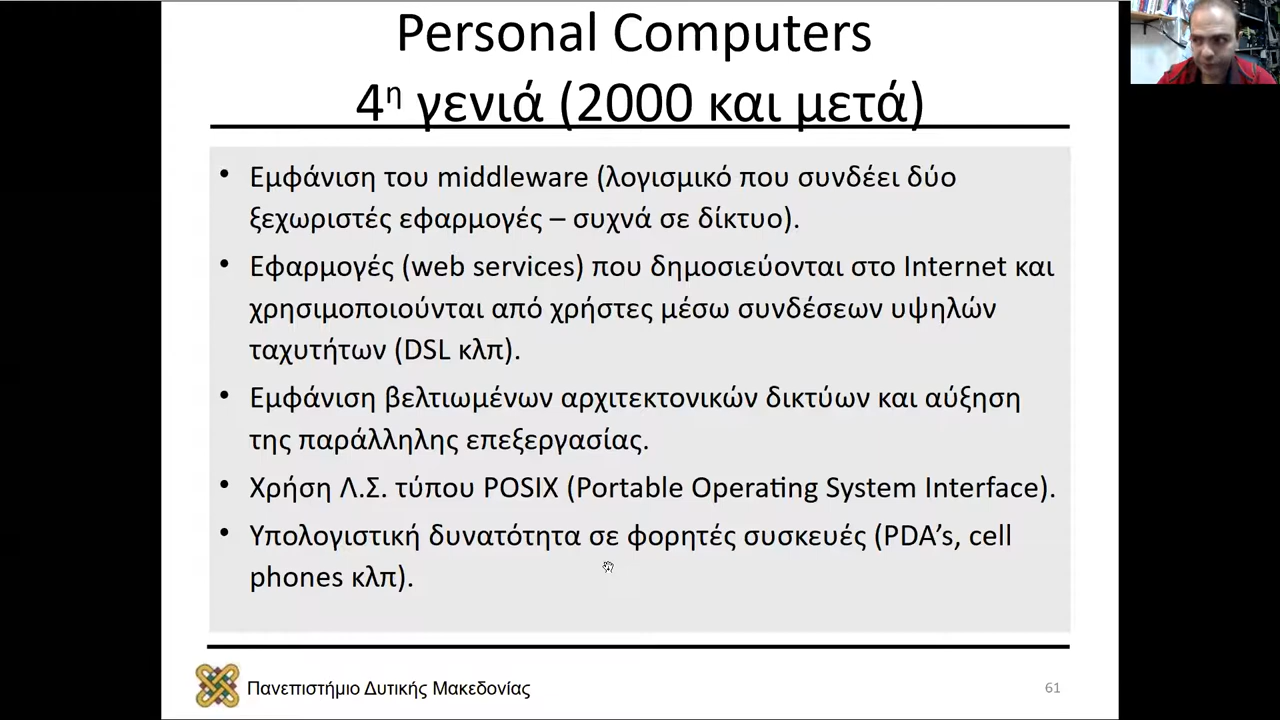 Personal Computers
4η γενιά (2000 και μετά)
• Εμφάνιση του middleware (λογισμικό που συνδέει δύο
ξεχωριστές εφαρμογές – συχνά σε δίκτυο).
• Εφαρμογές (web services) που δημοσιεύονται στο Internet και
χρησιμοποιούνται από χρήστες μέσω συνδέσεων υψηλών
ταχυτήτων (DSL κλπ).
• Εμφάνιση βελτιωμένων αρχιτεκτονικών δικτύων και αύξηση
της παράλληλης επεξεργασίας.
• Χρήση Λ.Σ. τύπου POSIX (Portable Operating System Interface).
• Υπολογιστική δυνατότητα σε φορητές συσκευές (PDA’s, cell
phones κλπ).
Πανεπιστήμιο Δυτικής Μακεδονίας
61